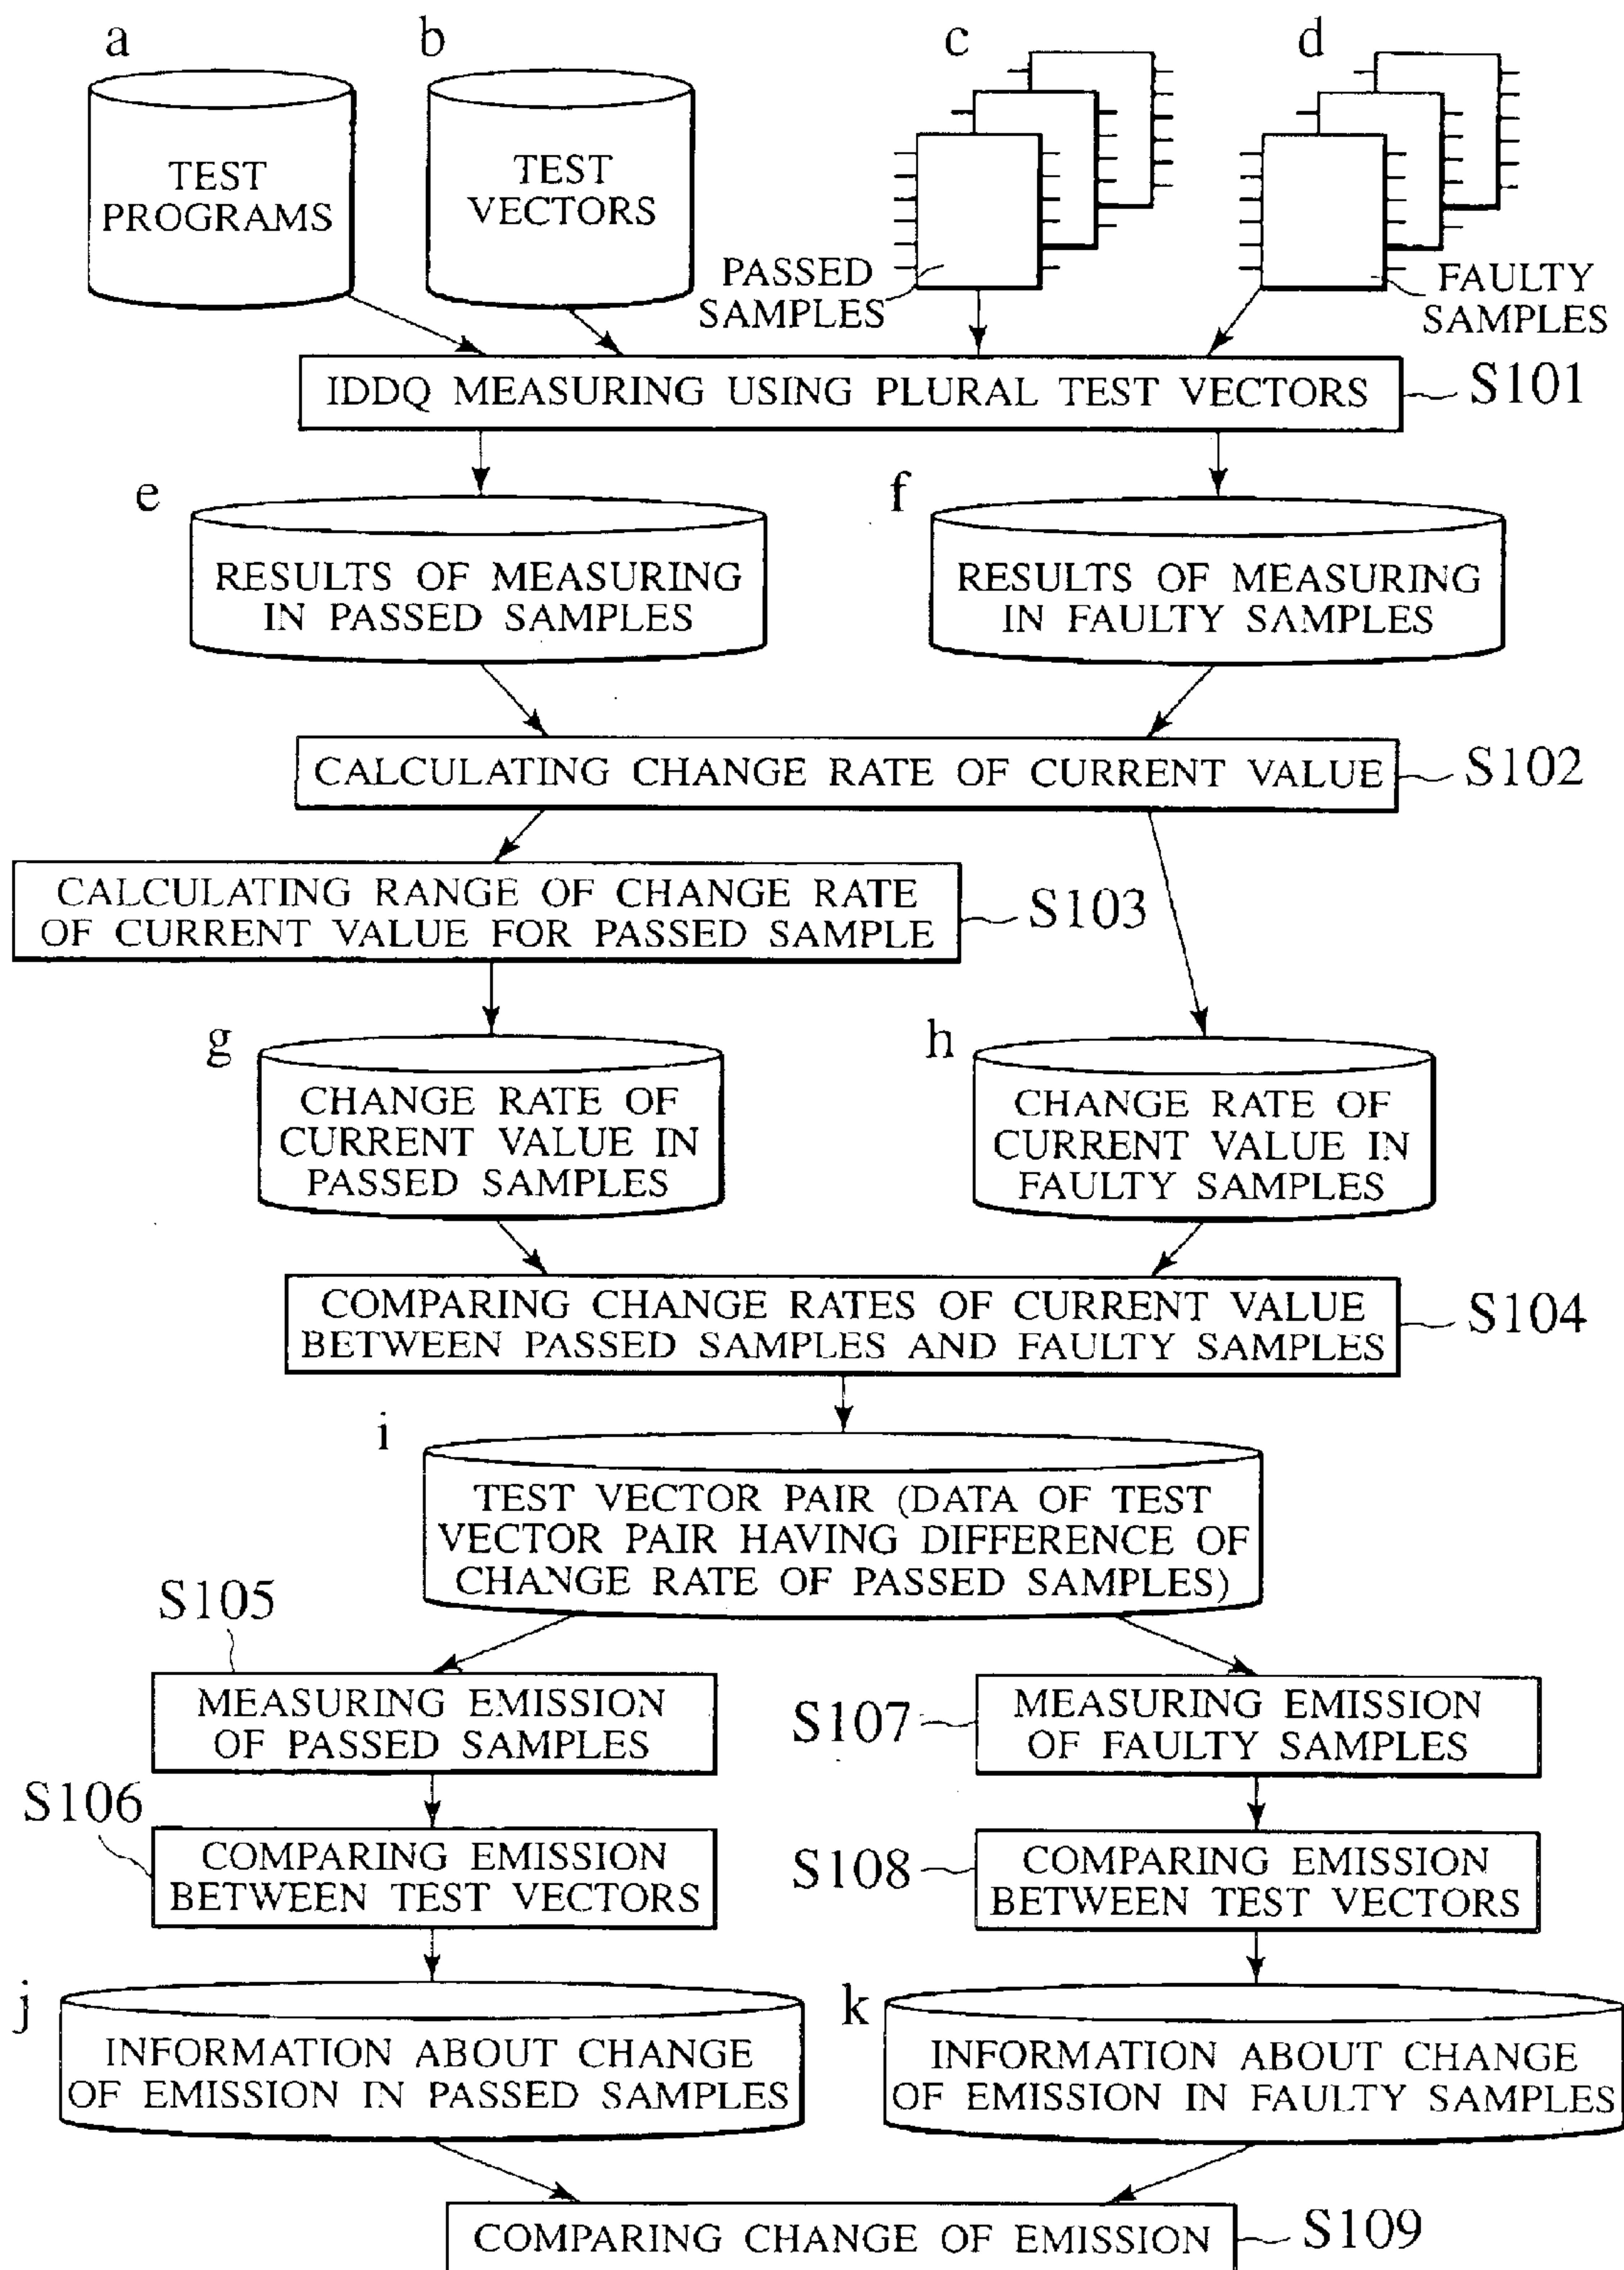 a
b
c
d
TEST
PROGRAMS
TEST
VECTORS
PASSED
SAMPLES
FAULTY
SAMPLES
IDDQ MEASURING USING PLURAL TEST VECTORS
S101
e
f
RESULTS OF MEASURING
IN PASSED SAMPLES
RESULTS OF MEASURING
IN FAULTY SAMPLES
CALCULATING CHANGE RATE OF CURRENT VALUE
S102
CALCULATING RANGE OF CHANGE RATE
OF CURRENT VALUE FOR PASSED SAMPLE
S103
g
h
CHANGE RATE OF
CURRENT VALUE IN
PASSED SAMPLES
CHANGE RATE OF
CURRENT VALUE IN
FAULTY SAMPLES
COMPARING CHANGE RATES OF CURRENT VALUE
BETWEEN PASSED SAMPLES AND FAULTY SAMPLES
S104
i
TEST VECTOR PAIR (DATA OF TEST
VECTOR PAIR HAVING DIFFERENCE OF
CHANGE RATE OF PASSED SAMPLES)
S105
MEASURING EMISSION
OF PASSED SAMPLES
S107
MEASURING EMISSION
OF FAULTY SAMPLES
S106
COMPARING EMISSION
BETWEEN TEST VECTORS
S108
COMPARING EMISSION
BETWEEN TEST VECTORS
j
k
INFORMATION ABOUT CHANGE
OF EMISSION IN PASSED SAMPLES
INFORMATION ABOUT CHANGE
OF EMISSION IN FAULTY SAMPLES
COMPARING CHANGE OF EMISSION
S109